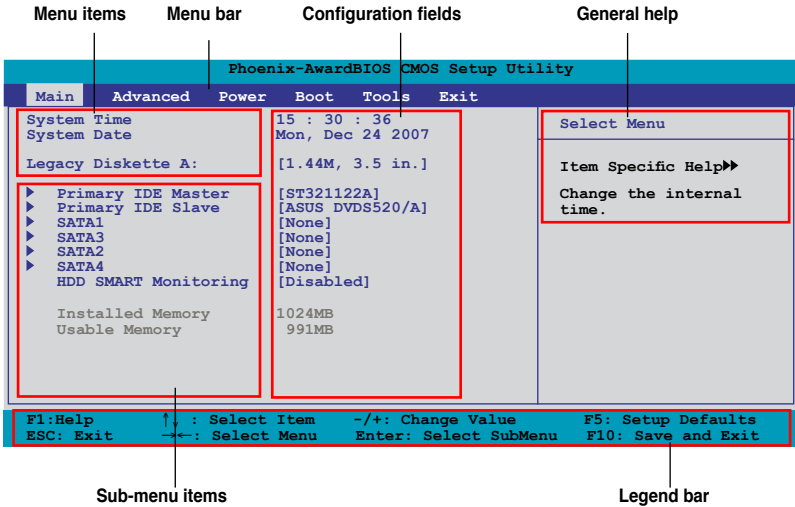 Menu items Menu bar Configuration fields General help
Phoenix-AwardBIOS CMOS Setup Utility
Main Advanced Power Boot Tools Exit
System Time 15 : 30 : 36
System Date Mon, Dec 24 2007
Legacy Diskette A: [1.44M, 3.5 in.]
Primary IDE Master [ST321122A]
Primary IDE Slave [ASUS DVDS520/A]
SATA1 [None]
SATA3 [None]
SATA2 [None]
SATA4 [None]
HDD SMART Monitoring [Disabled]
Installed Memory 1024MB
Usable Memory 991MB
Select Menu
Item Specific Help▶▶
Change the internal
time.
F1:Help ↑↓ : Select Item -/+: Change Value F5: Setup Defaults
ESC: Exit →←: Select Menu Enter: Select SubMenu F10: Save and Exit
Sub-menu items Legend bar